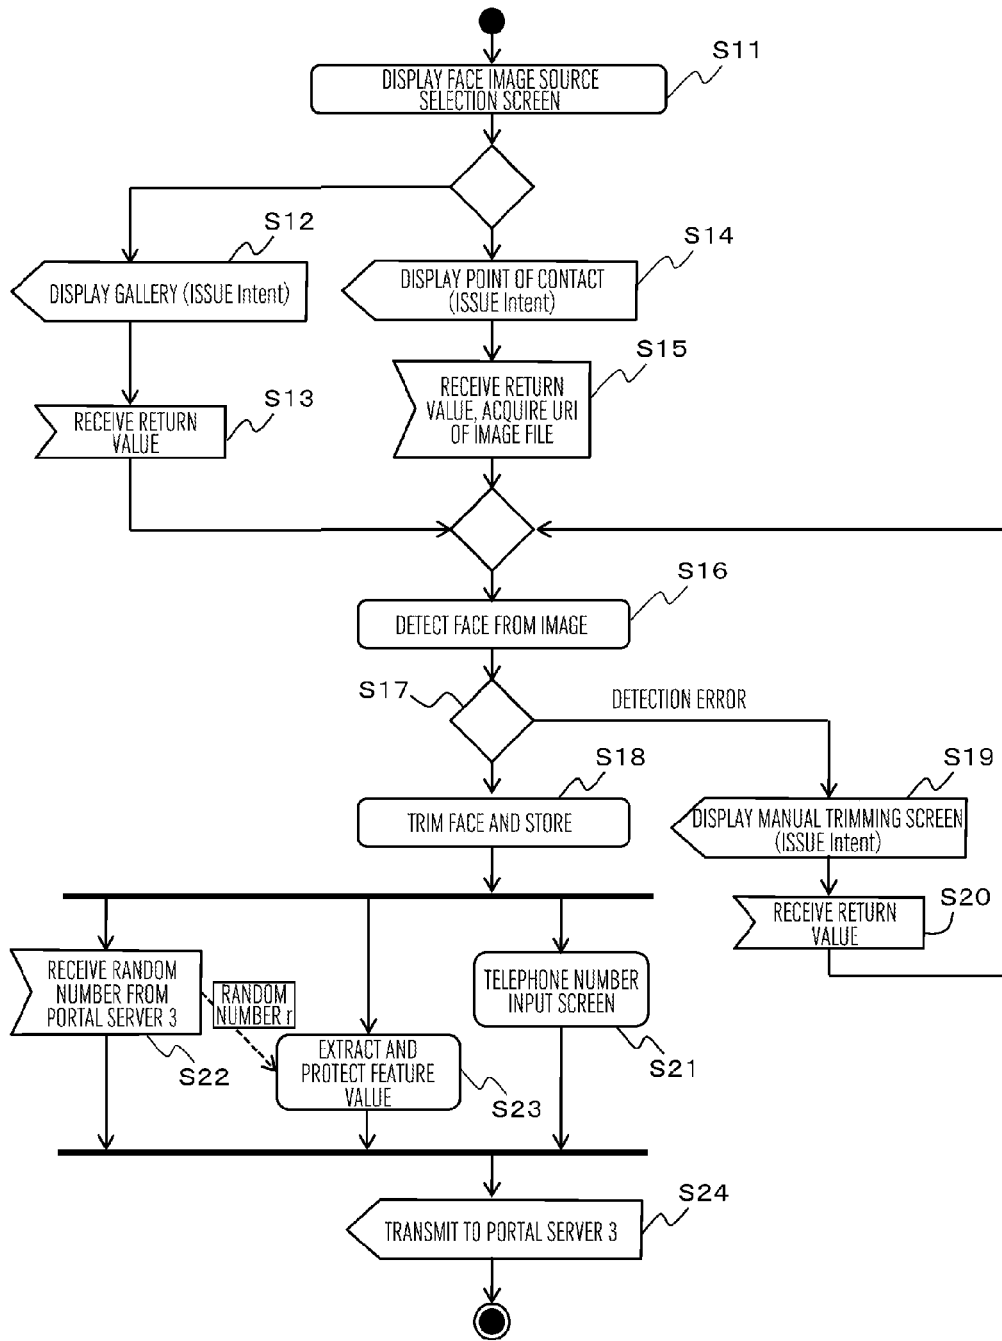 S11
DISPLAY FACE IMAGE SOURCE
SELECTION SCREEN
S12
DISPLAY GALLERY (ISSUE Intent)
S14
DISPLAY POINT OF CONTACT
(ISSUE Intent)
S13
RECEIVE RETURN
VALUE
S15
RECEIVE RETURN
VALUE, ACQUIRE URI
OF IMAGE FILE
S16
DETECT FACE FROM IMAGE
S17
DETECTION ERROR
S18
TRIM FACE AND STORE
S19
DISPLAY MANUAL TRIMMING SCREEN
(ISSUE Intent)
S20
RECEIVE RETURN
VALUE
RECEIVE RANDOM
NUMBER FROM
PORTAL SERVER 3
S22
RANDOM
NUMBER r
EXTRACT AND
PROTECT FEATURE
VALUE
S23
TELEPHONE NUMBER
INPUT SCREEN
S21
S24
TRANSMIT TO PORTAL SERVER 3